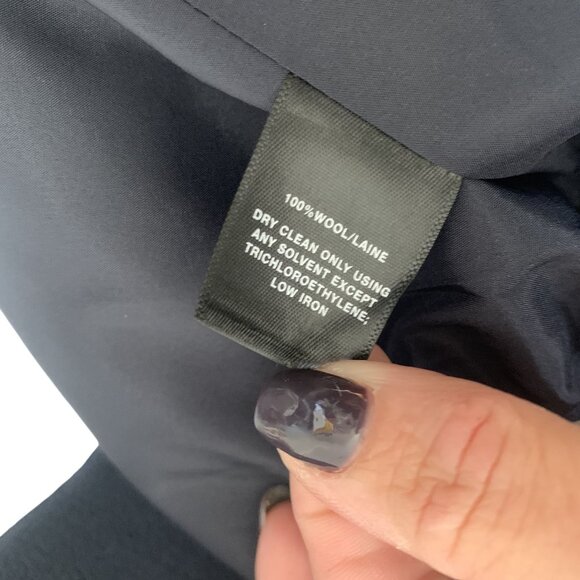 100%WOOL/LAINE
DRY CLEAN ONLY USING
ANY SOLVENT EXCEPT
TRICHLOROETHYLENE;
LOW IRON